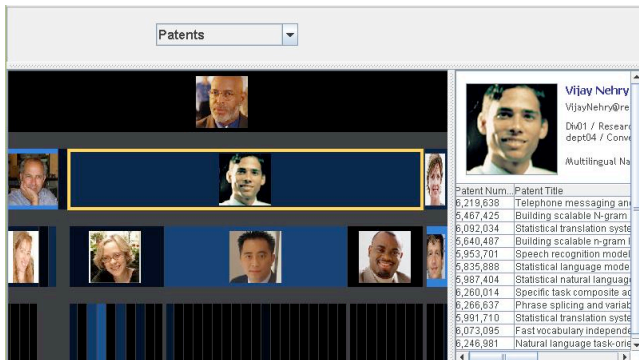 Patents
Vijay Nehry
VijayNehry@re
Div01 / Researc
dept04 / Conve
Multilingual Na
Patent Num... Patent Title
6,219,638 Telephone messaging and
5,467,425 Building scalable N-gram
6,092,034 Statistical translation syste
5,640,487 Building scalable n-gram l
5,953,701 Speech recognition model
5,835,888 Statistical language mode
5,987,404 Statistical natural language
6,260,014 Specific task composite ac
6,266,637 Phrase splicing and variab
5,991,710 Statistical translation syste
6,073,095 Fast vocabulary independe
6,246,981 Natural language task-orie